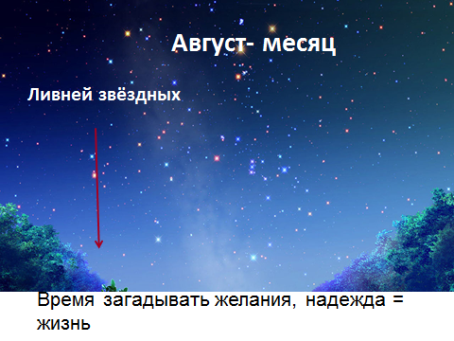 Август- месяц
Ливней звёздных
Время загадывать желания, надежда =
жизнь